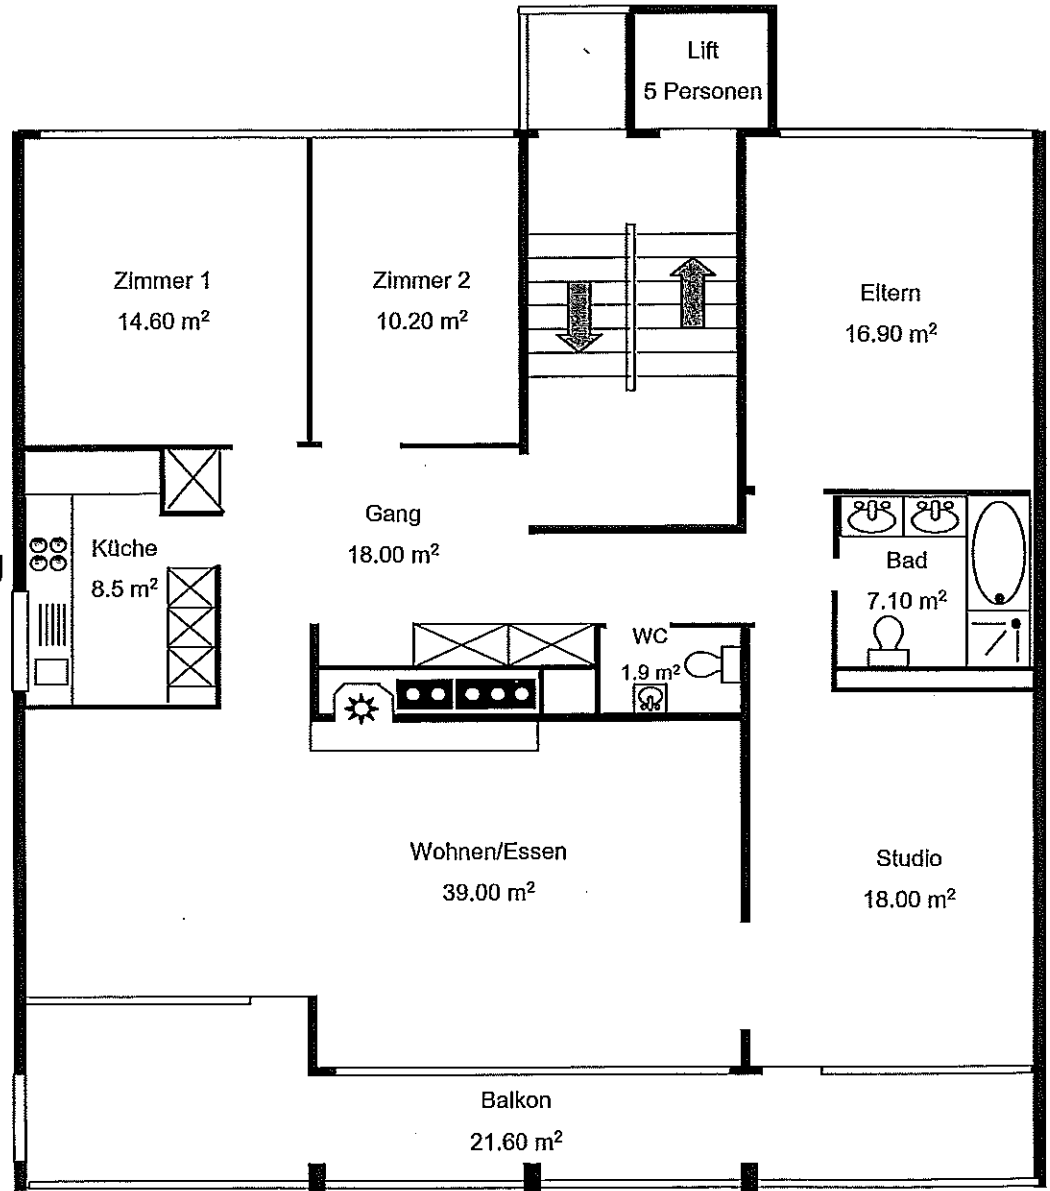 Lift
5 Personen
Zimmer 1
14.60 m²
Zimmer 2
10.20 m²
Eltern
16.90 m²
Gang
18.00 m²
Küche
8.5 m²
Bad
7.10 m²
WC
1.9 m²
Wohnen/Essen
39.00 m²
Studio
18.00 m²
Balkon
21.60 m²